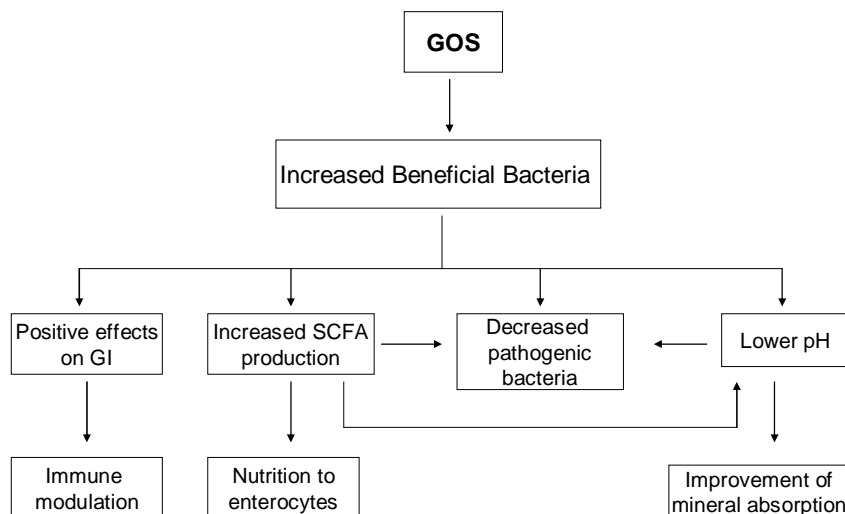 GOS
Increased Beneficial Bacteria
Positive effects
on GI
Increased SCFA
production
Decreased
pathogenic
bacteria
Lower pH
Immune
modulation
Nutrition to
enterocytes
Improvement of
mineral absorption